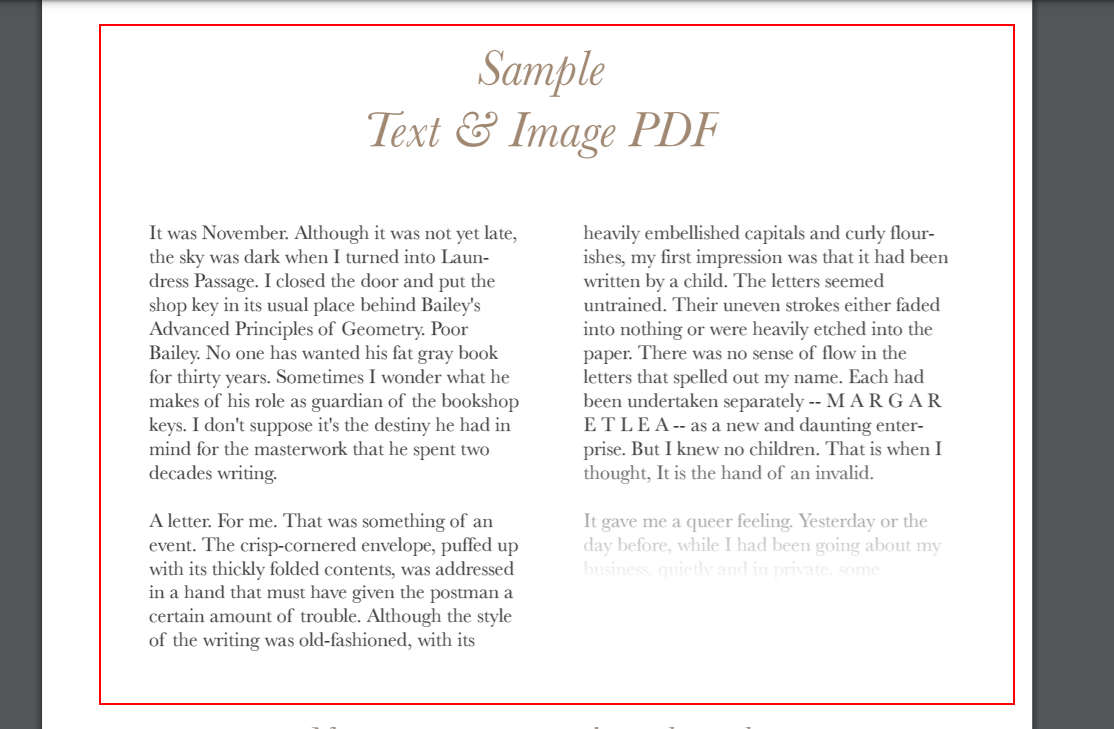 Sample
Text & Image PDF
It was November. Although it was not yet late,
the sky was dark when I turned into Laun-
dress Passage. I closed the door and put the
shop key in its usual place behind Bailey's
Advanced Principles of Geometry. Poor
Bailey. No one has wanted his fat gray book
for thirty years. Sometimes I wonder what he
makes of his role as guardian of the bookshop
keys. I don't suppose it's the destiny he had in
mind for the masterwork that he spent two
decades writing.
A letter. For me. That was something of an
event. The crisp-cornered envelope, puffed up
with its thickly folded contents, was addressed
in a hand that must have given the postman a
certain amount of trouble. Although the style
of the writing was old-fashioned, with its
heavily embellished capitals and curly flour-
ishes, my first impression was that it had been
written by a child. The letters seemed
untrained. Their uneven strokes either faded
into nothing or were heavily etched into the
paper. There was no sense of flow in the
letters that spelled out my name. Each had
been undertaken separately -- M A R G A R
E T L E A -- as a new and daunting enter-
prise. But I knew no children. That is when I
thought, It is the hand of an invalid.
It gave me a queer feeling. Yesterday or the
day before, while I had been going about my
business, quietly and in private, some